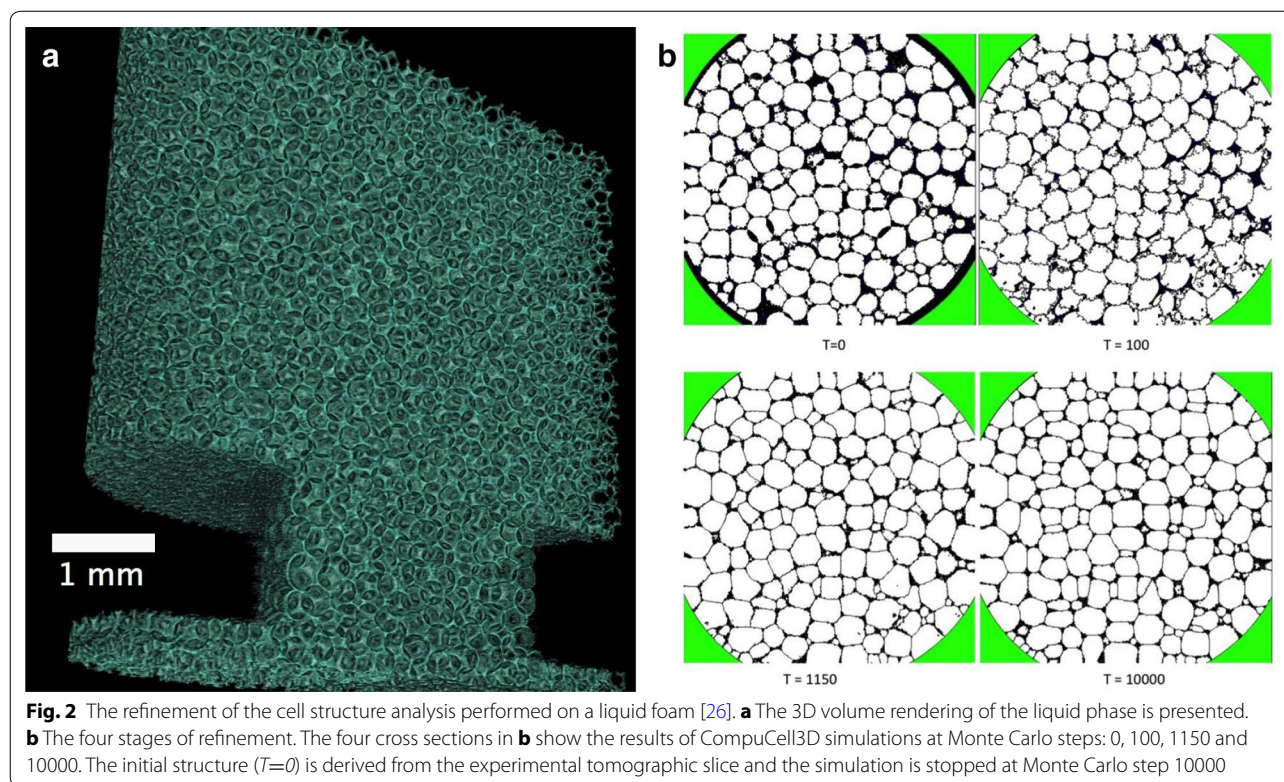 a
1 mm
b
T=0
T = 100
T = 1150
T = 10000
Fig. 2 The refinement of the cell structure analysis performed on a liquid foam [26]. a The 3D volume rendering of the liquid phase is presented.
b The four stages of refinement. The four cross sections in b show the results of CompuCell3D simulations at Monte Carlo steps: 0, 100, 1150 and
10000. The initial structure (T=0) is derived from the experimental tomographic slice and the simulation is stopped at Monte Carlo step 10000